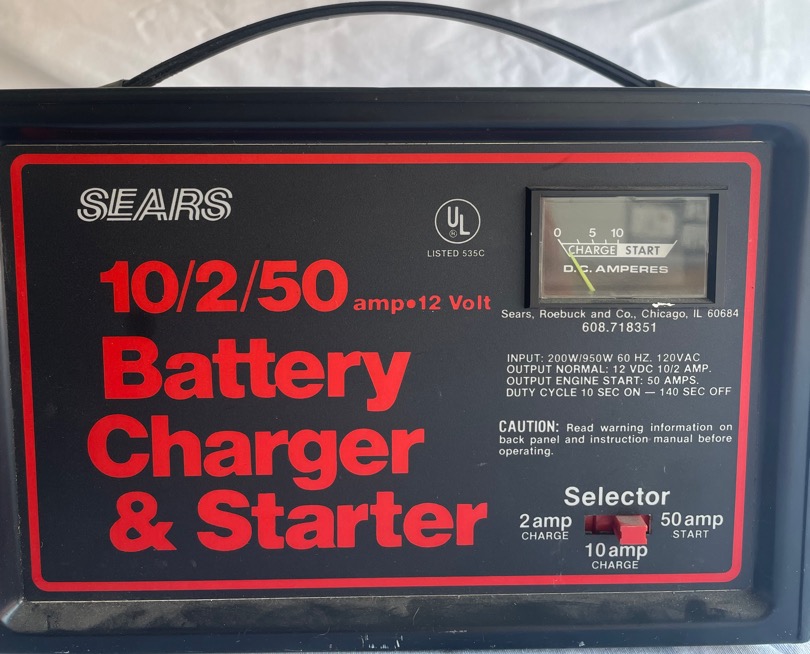 SEARS
UL
®
LISTED 535C
0 5 10
CHARGE START
D.C. AMPERES
10/2/50 amp•12 Volt
Battery
Charger
& Starter
Sears, Roebuck and Co., Chicago, IL 60684
608.718351
INPUT: 200W/950W 60 HZ. 120VAC
OUTPUT NORMAL: 12 VDC 10/2 AMP.
OUTPUT ENGINE START: 50 AMPS.
DUTY CYCLE 10 SEC ON — 140 SEC OFF
CAUTION: Read warning information on
back panel and instruction manual before
operating.
Selector
2 amp
CHARGE
50 amp
START
10 amp
CHARGE